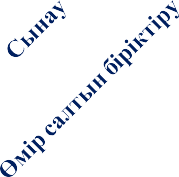 Сынау
Өмір салтын біріктіру